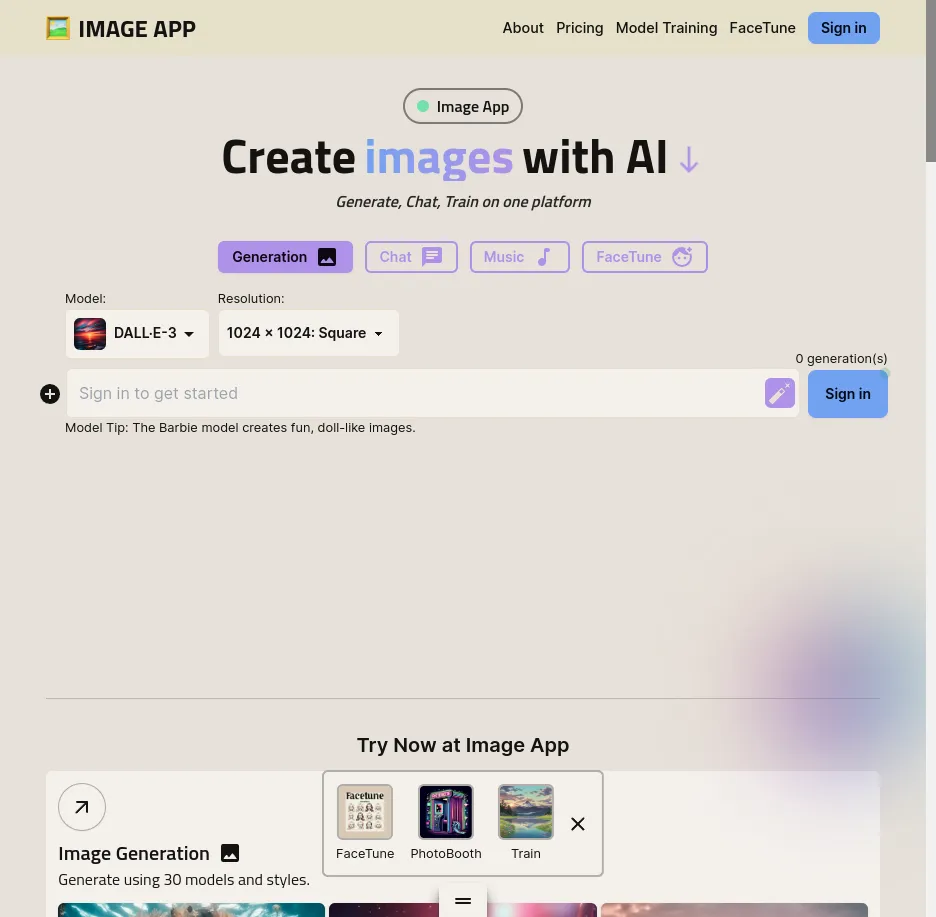 IMAGE APP
About Pricing Model Training FaceTune Sign in
Image App
Create images with AI
Generate, Chat, Train on one platform
Generation Chat Music FaceTune
Model: Resolution:
DALL·E-3 1024 × 1024: Square
0 generation(s)
Sign in to get started Sign in
Model Tip: The Barbie model creates fun, doll-like images.
Try Now at Image App
Facetune
FaceTune PhotoBooth Train
Image Generation
Generate using 30 models and styles.